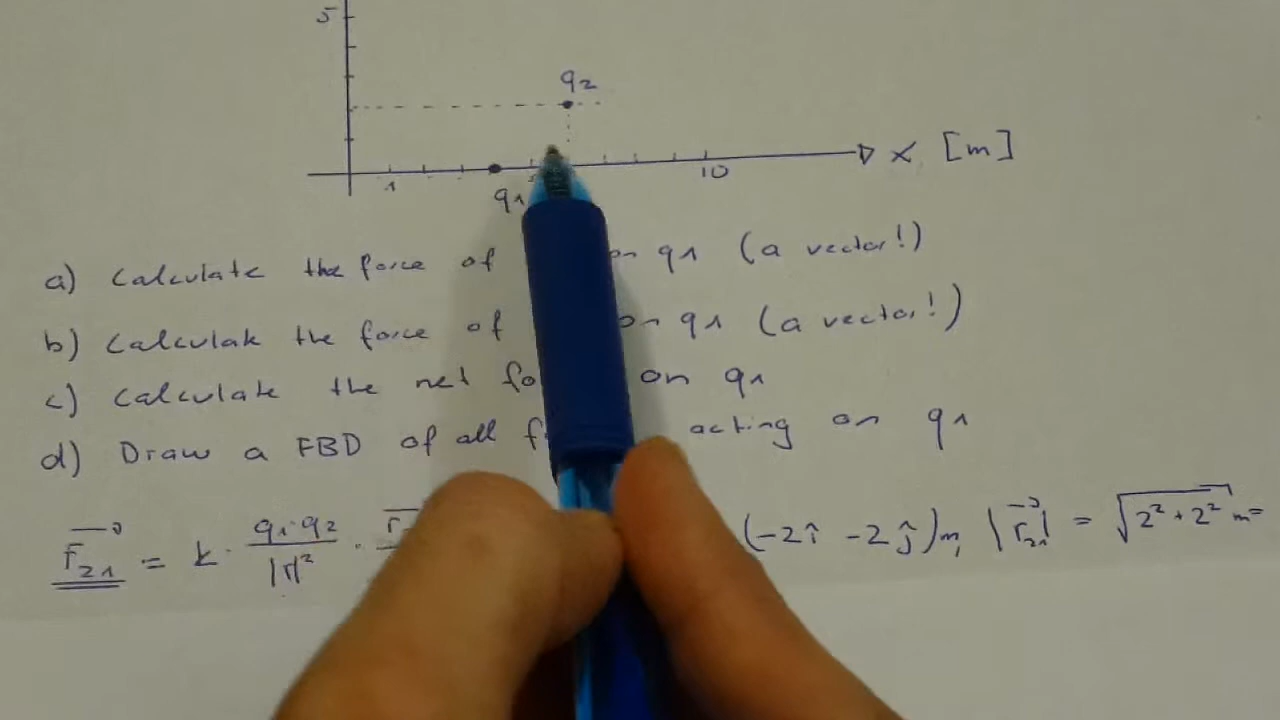 5
q2
x [m]
1
10
q1
a) Calculate the force of on q1 (a vector!)
b) Calculate the force of on q1 (a vector!)
c) Calculate the net on q1
d) Draw a FBD of all acting on q1
F21 = k · q1·q2 / |r|² · (-2î -2ĵ)m, |r21| = √2²+2² m=